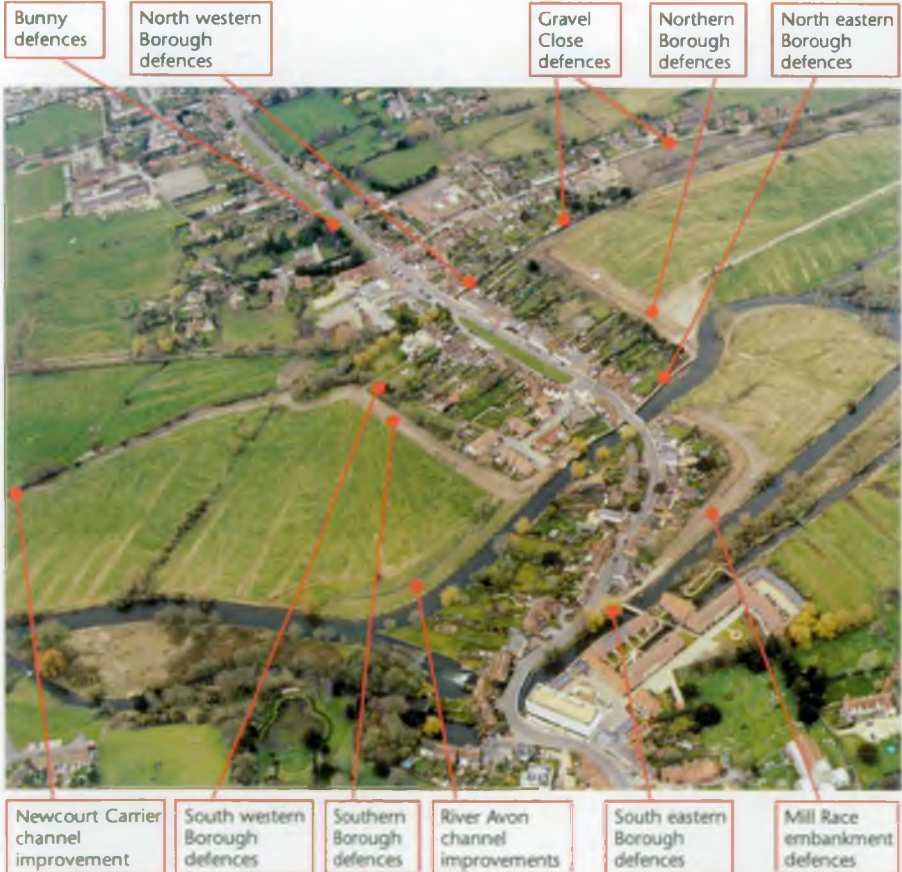 Bunny
defences
North western
Borough
defences
Gravel
Close
defences
Northern
Borough
defences
North eastern
Borough
defences
Newcourt Carrier
channel
improvement
South western
Borough
defences
Southern
Borough
defences
River Avon
channel
improvements
South eastern
Borough
defences
Mill Race
embankment
defences